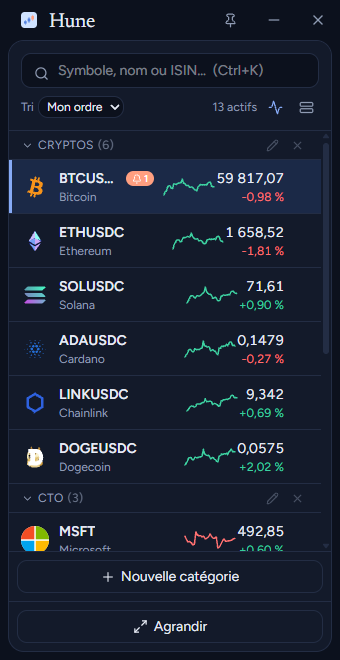 Hune
Symbole, nom ou ISIN... (Ctrl+K)
Tri Mon ordre 13 actifs
CRYPTOS (6)
BTCUS... 1 59 817,07
Bitcoin -0,98 %
ETHUSDC 1 658,52
Ethereum -1,81 %
SOLUSDC 71,61
Solana +0,90 %
ADAUSDC 0,1479
Cardano -0,27 %
LINKUSDC 9,342
Chainlink +0,69 %
DOGEUSDC 0,0575
Dogecoin +2,02 %
CTO (3)
MSFT 492,85
Microsoft +0,60 %
+ Nouvelle catégorie
Agrandir